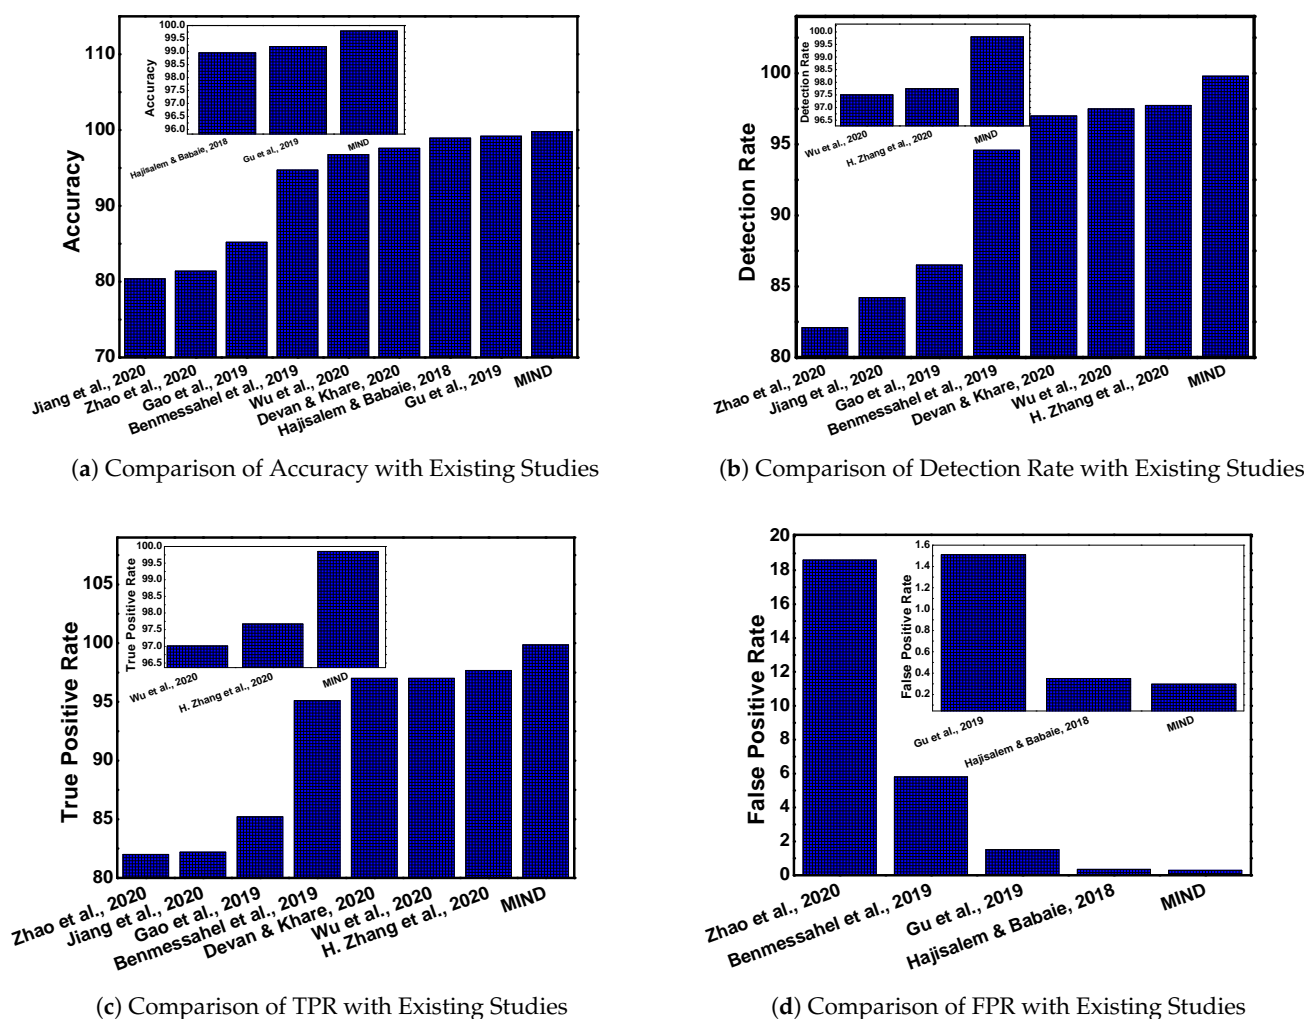 110
100
90
80
70
Accuracy
100.0
99.5
99.0
98.5
98.0
97.5
97.0
96.5
96.0
Accuracy
Hajisalem & Babaie, 2018
Gu et al., 2019
MIND
Jiang et al., 2020
Zhao et al., 2020
Gao et al., 2019
Benmessahel et al., 2019
Wu et al., 2020
Devan & Khare, 2020
Hajisalem & Babaie, 2018
Gu et al., 2019
MIND
(a) Comparison of Accuracy with Existing Studies
100
95
90
85
80
Detection Rate
100.0
99.5
99.0
98.5
98.0
97.5
97.0
96.5
Detection Rate
Wu et al., 2020
H. Zhang et al., 2020
MIND
Zhao et al., 2020
Jiang et al., 2020
Gao et al., 2019
Benmessahel et al., 2019
Devan & Khare, 2020
Wu et al., 2020
H. Zhang et al., 2020
MIND
(b) Comparison of Detection Rate with Existing Studies
105
100
95
90
85
80
True Positive Rate
100.0
99.5
99.0
98.5
98.0
97.5
97.0
96.5
True Positive Rate
Wu et al., 2020
H. Zhang et al., 2020
MIND
Zhao et al., 2020
Jiang et al., 2020
Gao et al., 2019
Benmessahel et al., 2019
Devan & Khare, 2020
Wu et al., 2020
H. Zhang et al., 2020
MIND
(c) Comparison of TPR with Existing Studies
20
18
16
14
12
10
8
6
4
2
0
False Positive Rate
1.6
1.4
1.2
1.0
0.8
0.6
0.4
0.2
False Positive Rate
Gu et al., 2019
Hajisalem & Babaie, 2018
MIND
Zhao et al., 2020
Benmessahel et al., 2019
Gu et al., 2019
Hajisalem & Babaie, 2018
MIND
(d) Comparison of FPR with Existing Studies